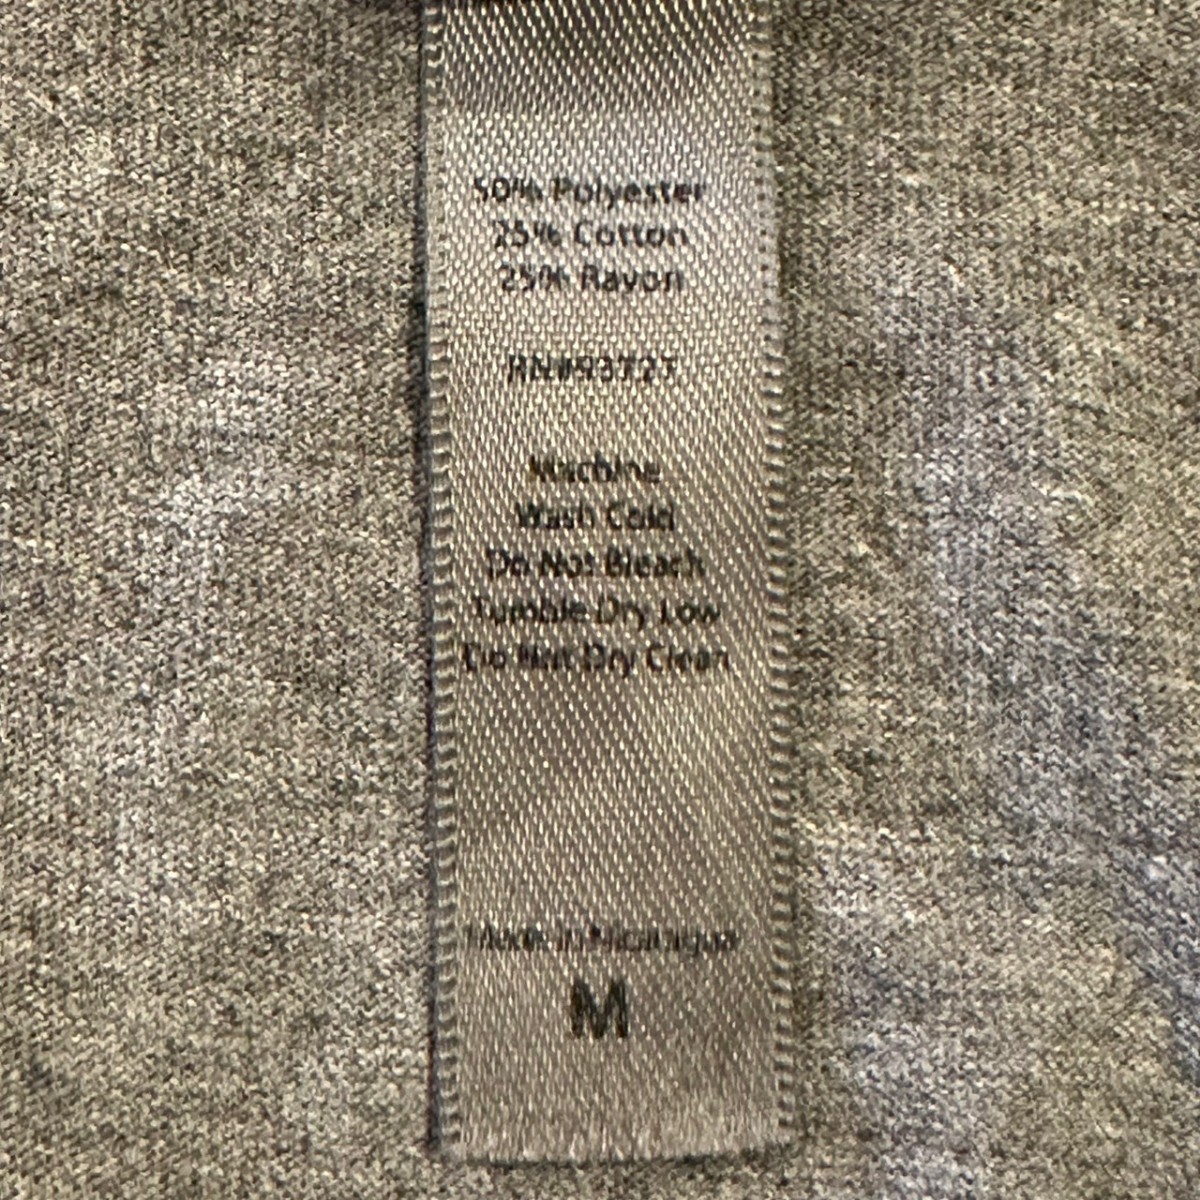 50% Polyester
25% Cotton
25% Rayon
RN#93727
Machine
Wash Cold
Do Not Bleach
Tumble Dry Low
Do Not Dry Clean
Made in Nicaragua
M